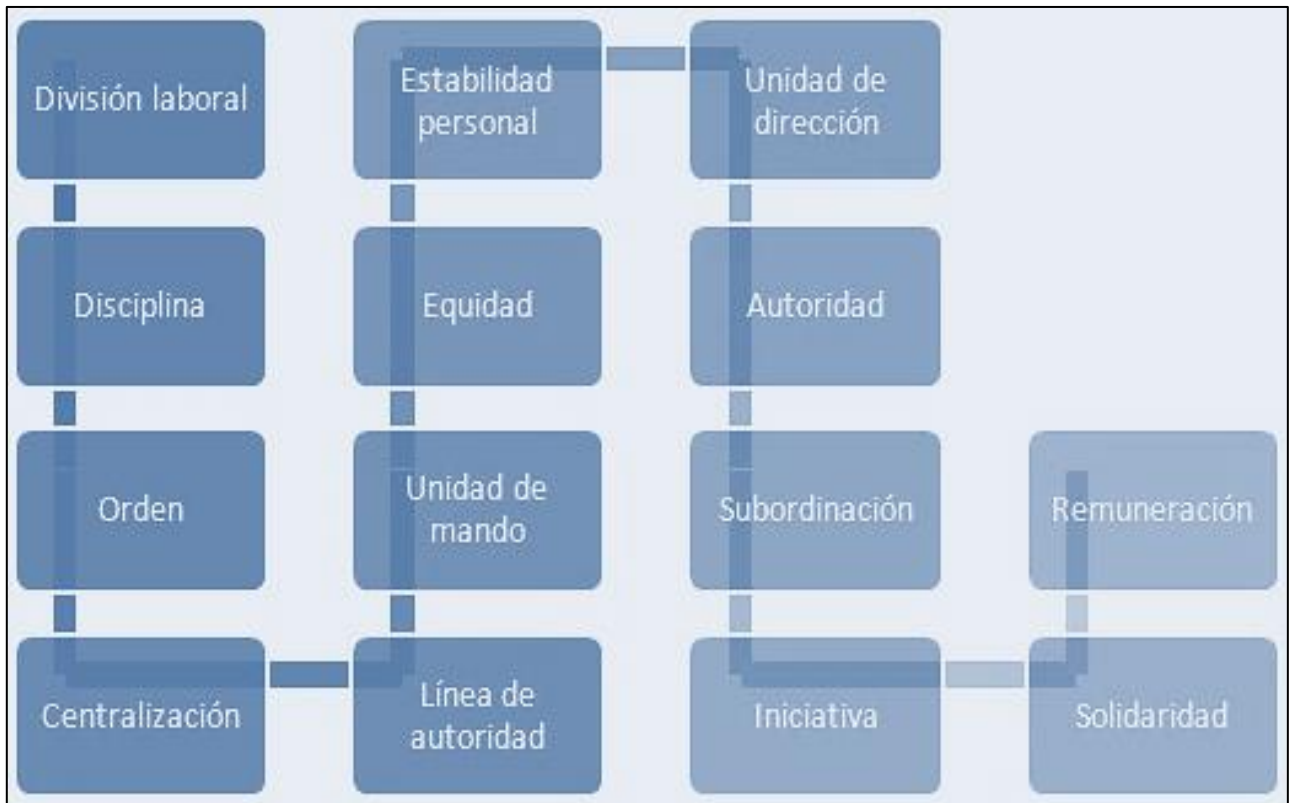 División laboral
Disciplina
Orden
Centralización
Línea de
autoridad
Unidad de
mando
Equidad
Estabilidad
personal
Unidad de
dirección
Autoridad
Subordinación
Iniciativa
Solidaridad
Remuneración